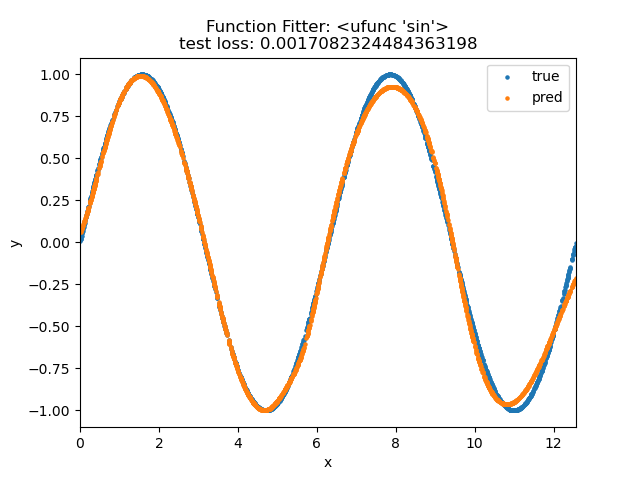 Function Fitter: <ufunc 'sin'>
test loss: 0.0017082324484363198
true
pred
1.00
0.75
0.50
0.25
0.00
−0.25
−0.50
−0.75
−1.00
y
0 2 4 6 8 10 12
x